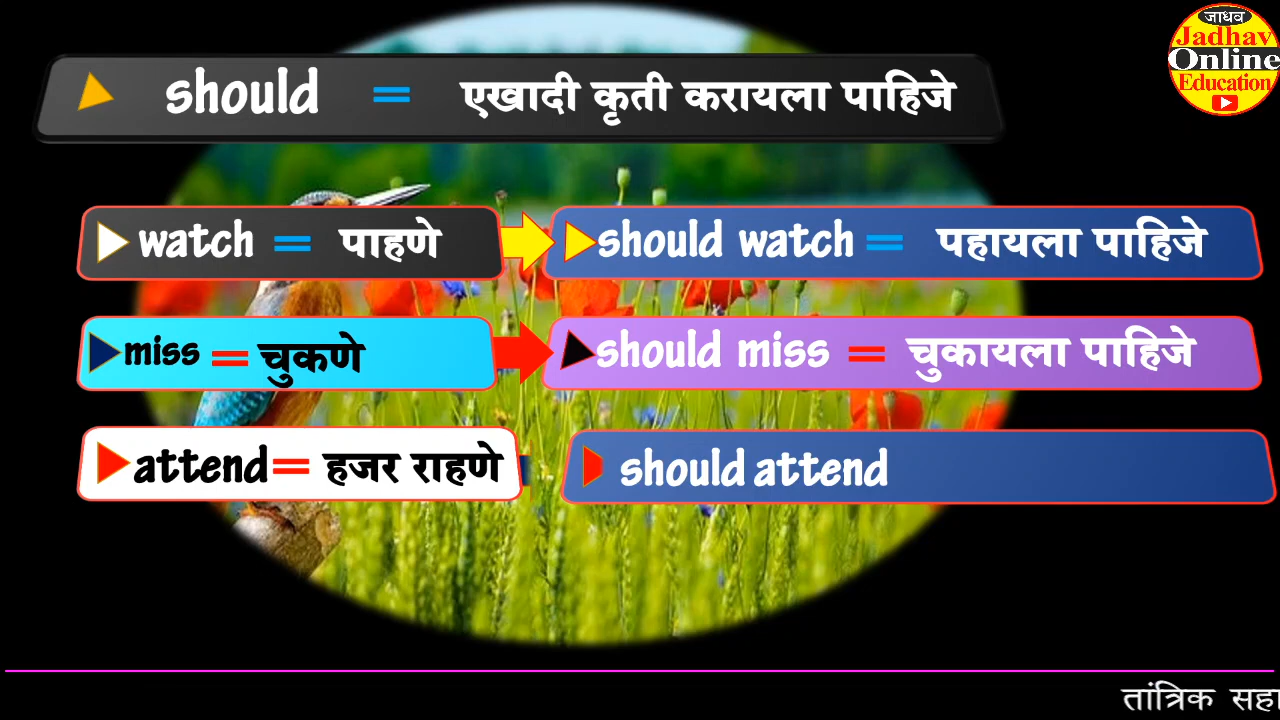 जाधव
Jadhav
Online
Education
should = एखादी कृती करायला पाहिजे
watch = पाहणे should watch = पहायला पाहिजे
miss = चुकणे should miss = चुकायला पाहिजे
attend = हजर राहणे should attend
तांत्रिक सहा